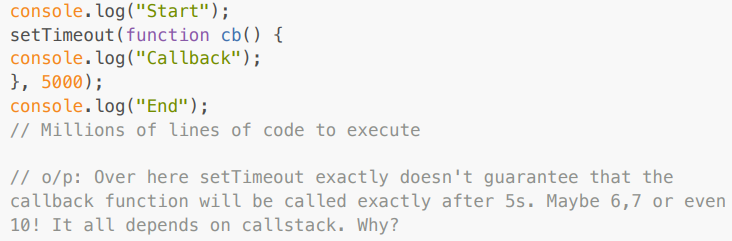 console.log("Start");
setTimeout(function cb() {
console.log("Callback");
}, 5000);
console.log("End");
// Millions of lines of code to execute
// o/p: Over here setTimeout exactly doesn't guarantee that the
callback function will be called exactly after 5s. Maybe 6,7 or even
10! It all depends on callstack. Why?